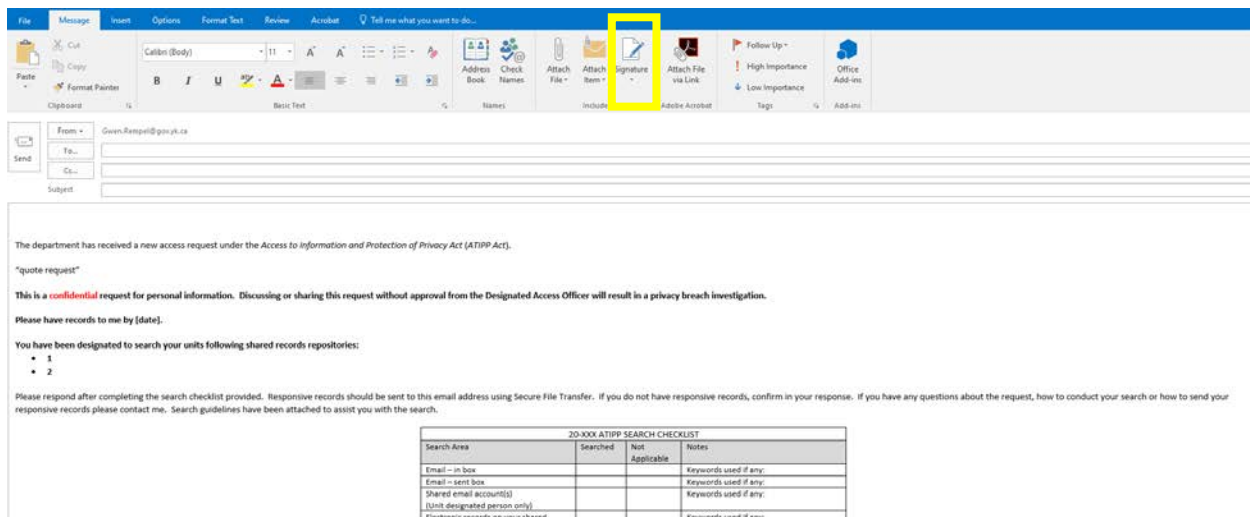 File Message Insert Options Format Text Review Acrobat Tell me what you want to do...
Paste
Cut
Copy
Format Painter
Clipboard
Calibri (Body) 11 A A
B I U aby A
Basic Text
Address Book
Check Names
Names
Attach File
Attach Item
Signature
Include
Attach File via Link
Adobe Acrobat
Follow Up
High Importance
Low Importance
Tags
Office Add-ins
Add-ins
Send
From Gwen.Rempel@gov.yk.ca
To...
Cc...
Subject
The department has received a new access request under the Access to Information and Protection of Privacy Act (ATIPP Act).
"quote request"
This is a confidential request for personal information. Discussing or sharing this request without approval from the Designated Access Officer will result in a privacy breach investigation.
Please have records to me by [date].
You have been designated to search your units following shared records repositories:
• 1
• 2
Please respond after completing the search checklist provided. Responsive records should be sent to this email address using Secure File Transfer. If you do not have responsive records, confirm in your response. If you have any questions about the request, how to conduct your search or how to send your
responsive records please contact me. Search guidelines have been attached to assist you with the search.
20-XXX ATIPP SEARCH CHECKLIST
Search Area Searched Not Applicable Notes
Email – in box Keywords used if any:
Email – sent box Keywords used if any:
Shared email account(s) Keywords used if any:
(Unit designated person only)
Electronic records on your shared Keywords used if any: